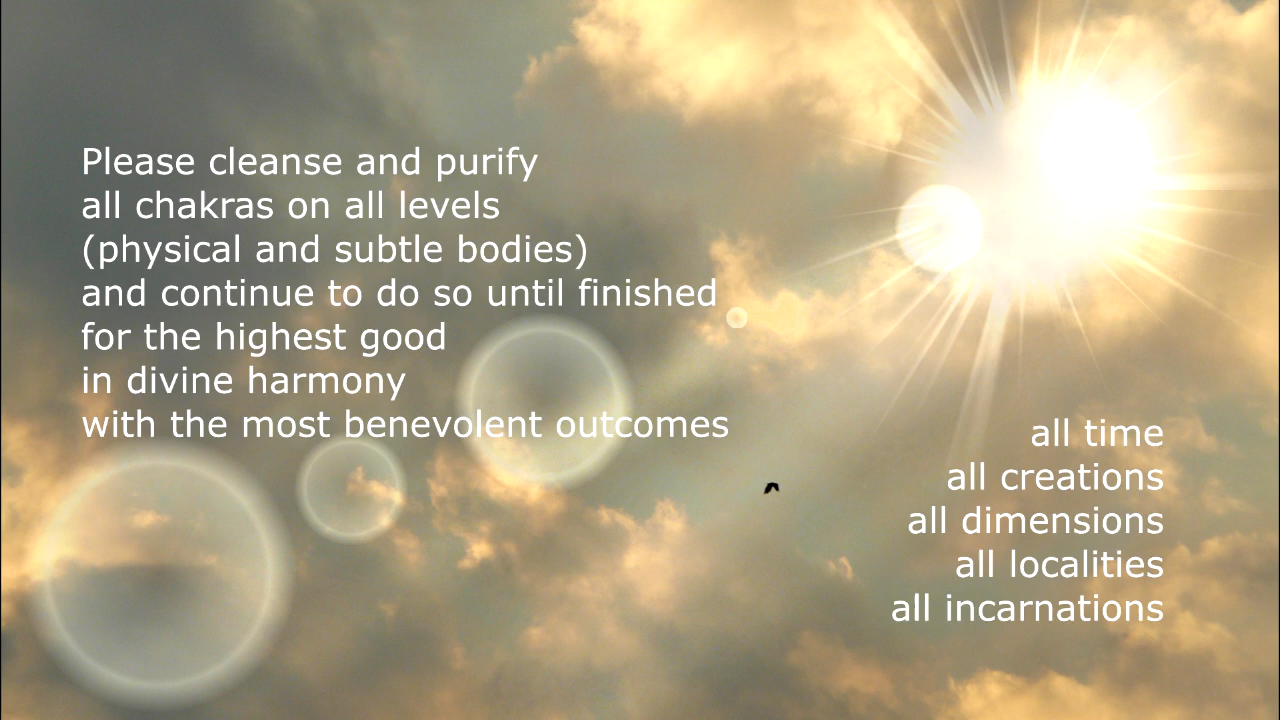 Please cleanse and purify
all chakras on all levels
(physical and subtle bodies)
and continue to do so until finished
for the highest good
in divine harmony
with the most benevolent outcomes
all time
all creations
all dimensions
all localities
all incarnations